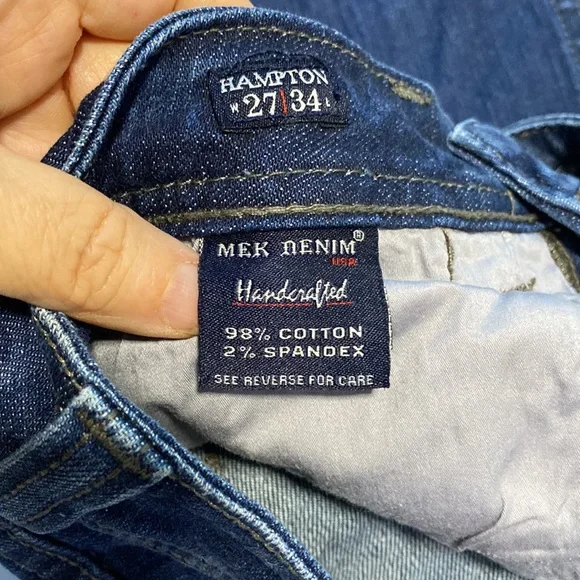 HAMPTON
W 27|34 L
MEK DENIM
USA
Handcrafted
98% COTTON
2% SPANDEX
SEE REVERSE FOR CARE